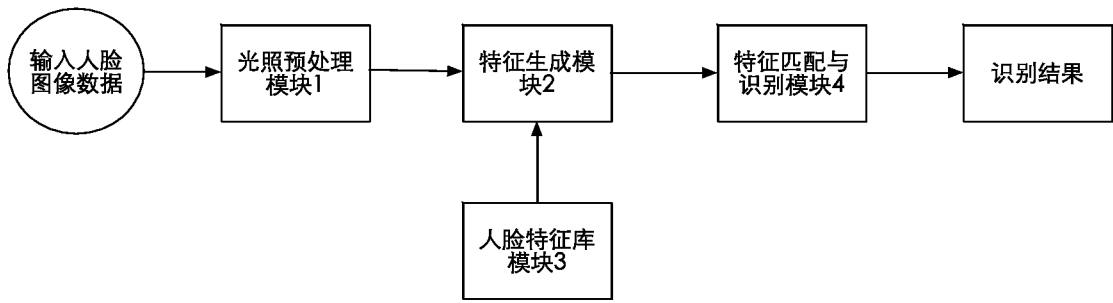 输入人脸
图像数据
光照预处理
模块1
特征生成模
块2
特征匹配与
识别模块4
识别结果
人脸特征库
模块3